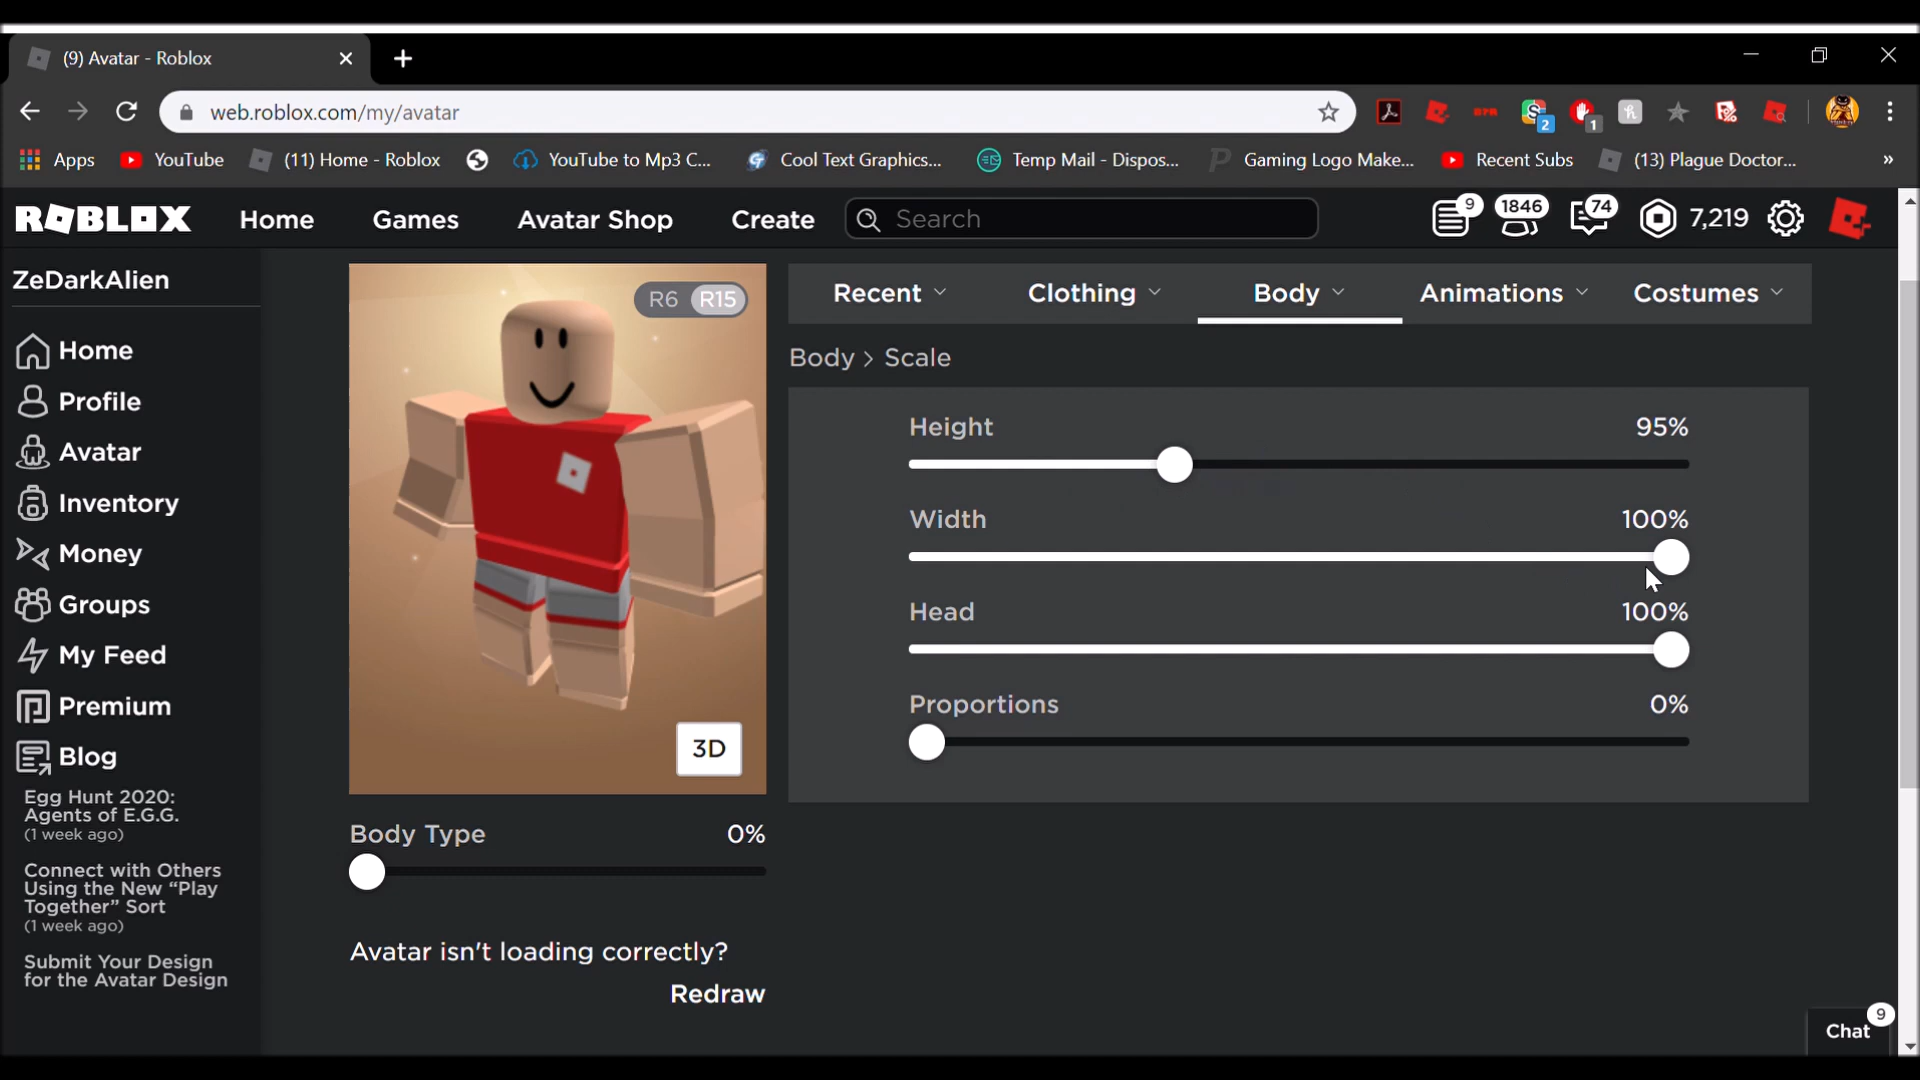 (9) Avatar - Roblox
web.roblox.com/my/avatar
2
1
Apps
YouTube
(11) Home - Roblox
YouTube to Mp3 C...
Cool Text Graphics...
Temp Mail - Dispos...
Gaming Logo Make...
Recent Subs
(13) Plague Doctor...
»
ROBLOX
Home
Games
Avatar Shop
Create
Search
9
1846
74
7,219
ZeDarkAlien
Home
Profile
Avatar
Inventory
Money
Groups
My Feed
Premium
Blog
Egg Hunt 2020:
Agents of E.G.G.
(1 week ago)
Connect with Others
Using the New “Play
Together” Sort
(1 week ago)
Submit Your Design
for the Avatar Design
R6 R15
3D
Body Type 0%
Avatar isn't loading correctly?
Redraw
Recent
Clothing
Body
Animations
Costumes
Body > Scale
Height 95%
Width 100%
Head 100%
Proportions 0%
Chat 9